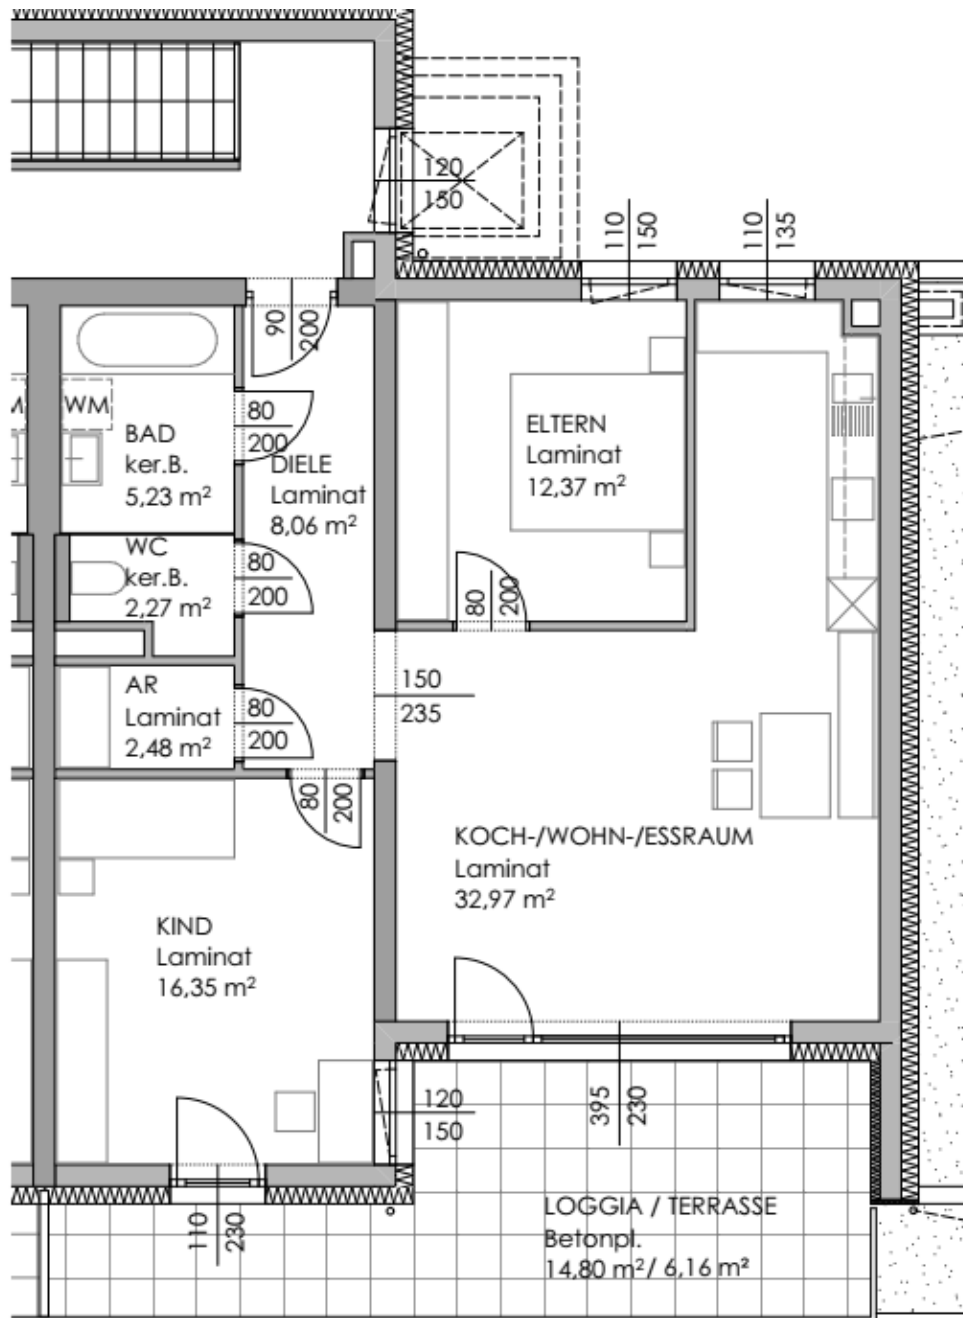 120
150
110
150
110
135
90
200
WM
BAD
ker.B.
5,23 m²
80
200
DIELE
Laminat
8,06 m²
ELTERN
Laminat
12,37 m²
WC
ker.B.
2,27 m²
80
200
80
200
AR
Laminat
2,48 m²
80
200
150
235
80
200
KOCH-/WOHN-/ESSRAUM
Laminat
32,97 m²
KIND
Laminat
16,35 m²
120
150
395
230
110
230
LOGGIA / TERRASSE
Betonpl.
14,80 m²/ 6,16 m²